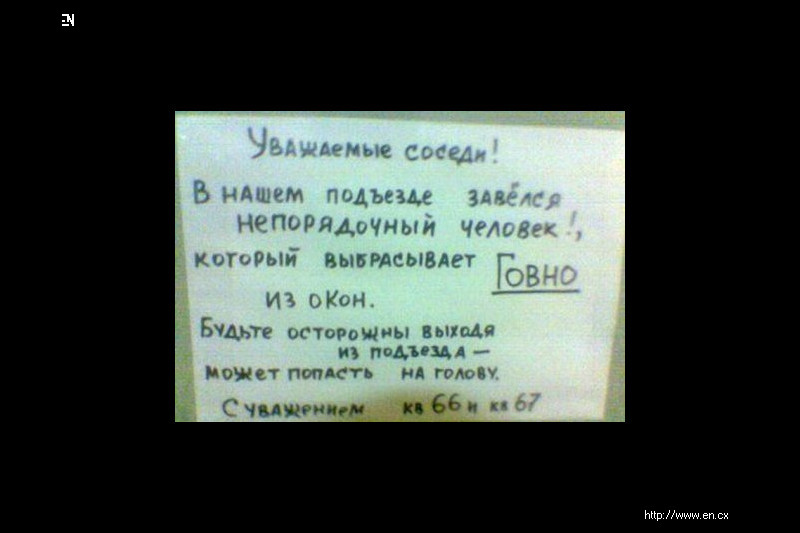 EN
Уважаемые соседи!
В нашем подъезде завёлся
непорядочный человек!,
который выбрасывает Говно
из окон.
Будьте осторожны выходя
из подъезда —
может попасть на голову.
С уважением кв 66 и кв 67
http://www.en.cx